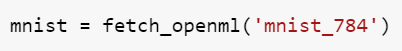 mnist = fetch_openml('mnist_784')